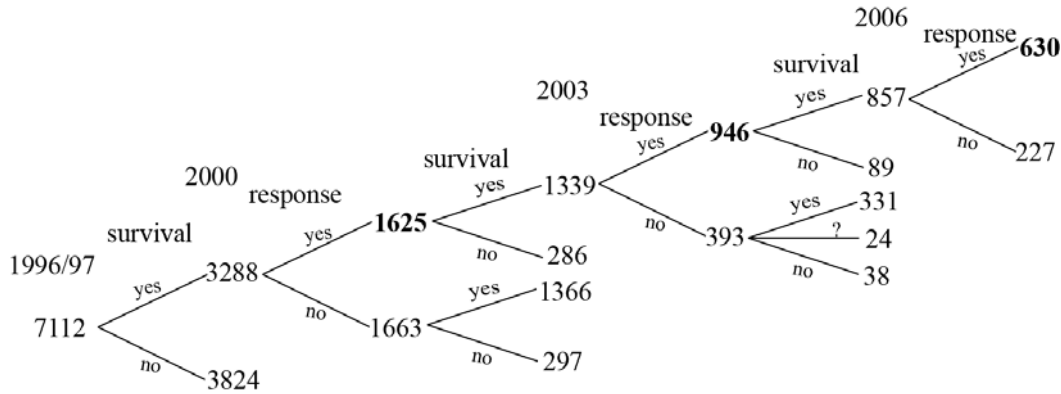 2006
response
630
yes
survival
yes
857
2003
response
yes
946
no
227
no
89
survival
2000
yes
1339
yes
331
response
no
393
?
24
1625
no
38
survival
yes
no
286
1996/97
yes
3288
yes
1366
7112
no
1663
no
297
no
3824